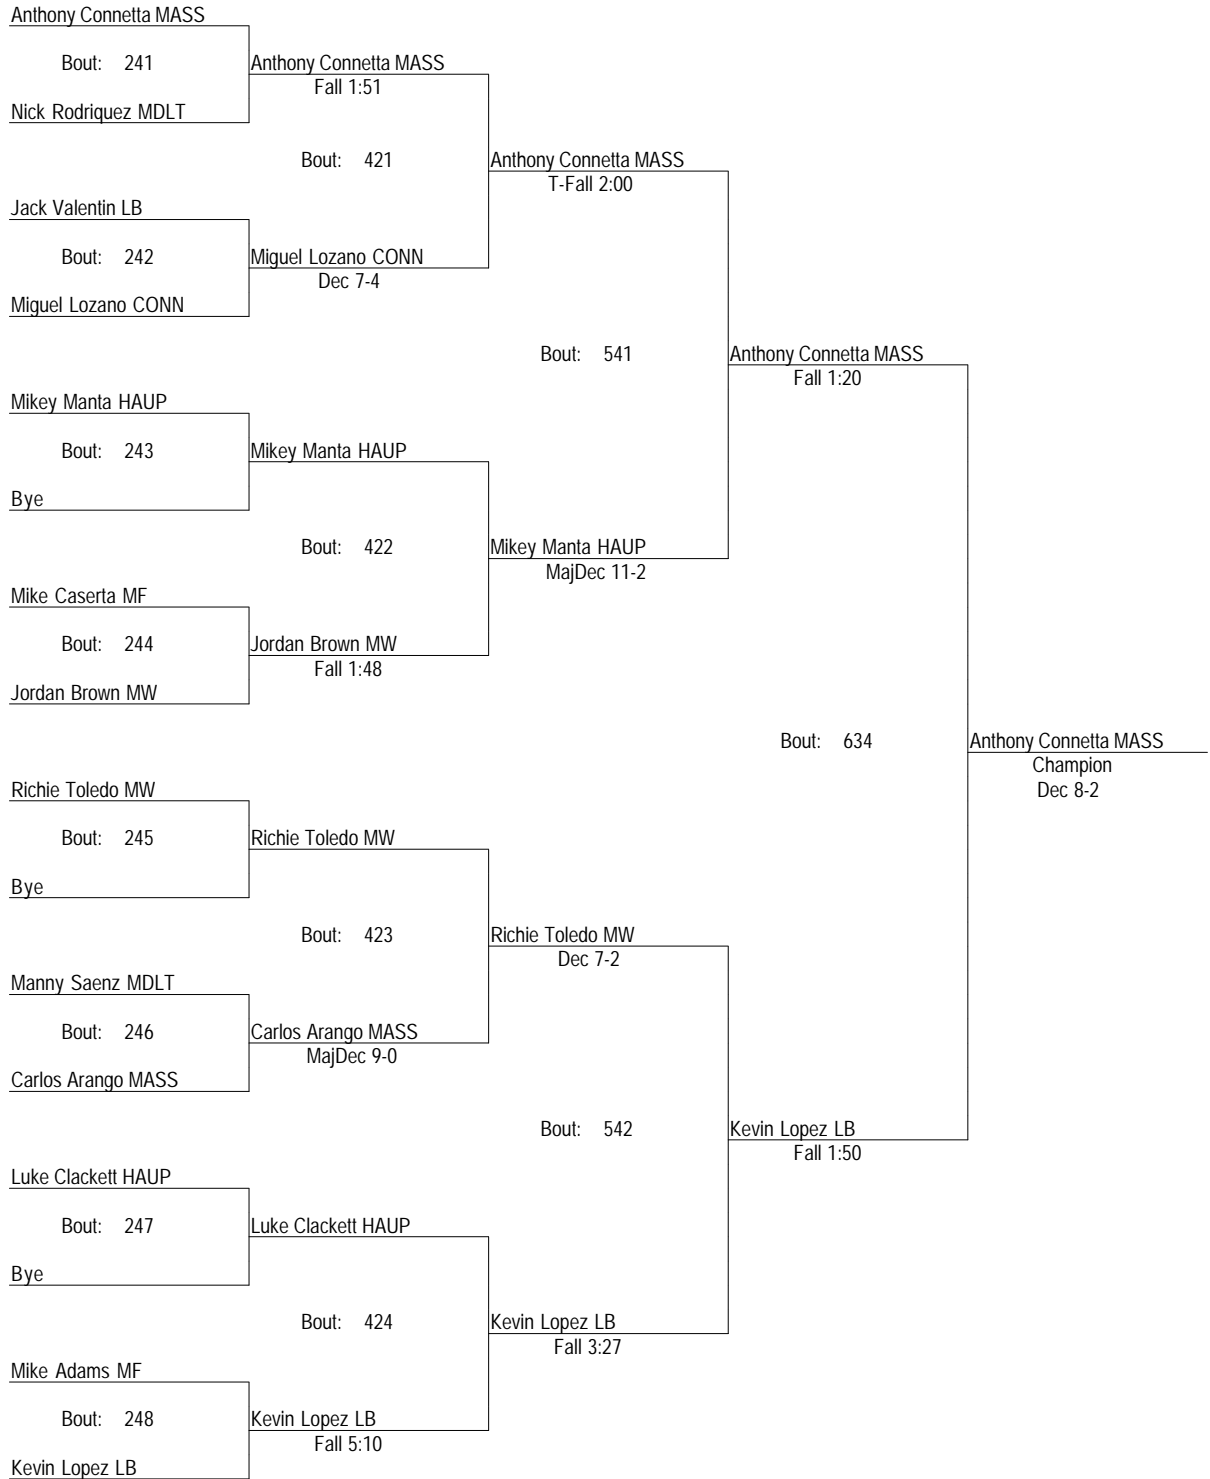 Anthony Connetta MASS
Bout: 241
Anthony Connetta MASS
Fall 1:51
Nick Rodriquez MDLT
Bout: 421
Anthony Connetta MASS
T-Fall 2:00
Jack Valentin LB
Bout: 242
Miguel Lozano CONN
Dec 7-4
Miguel Lozano CONN
Bout: 541
Anthony Connetta MASS
Fall 1:20
Mikey Manta HAUP
Bout: 243
Mikey Manta HAUP
Bye
Bout: 422
Mikey Manta HAUP
MajDec 11-2
Mike Caserta MF
Bout: 244
Jordan Brown MW
Fall 1:48
Jordan Brown MW
Bout: 634
Anthony Connetta MASS
Champion
Dec 8-2
Richie Toledo MW
Bout: 245
Richie Toledo MW
Bye
Bout: 423
Richie Toledo MW
Dec 7-2
Manny Saenz MDLT
Bout: 246
Carlos Arango MASS
MajDec 9-0
Carlos Arango MASS
Bout: 542
Kevin Lopez LB
Fall 1:50
Luke Clackett HAUP
Bout: 247
Luke Clackett HAUP
Bye
Bout: 424
Kevin Lopez LB
Fall 3:27
Mike Adams MF
Bout: 248
Kevin Lopez LB
Fall 5:10
Kevin Lopez LB